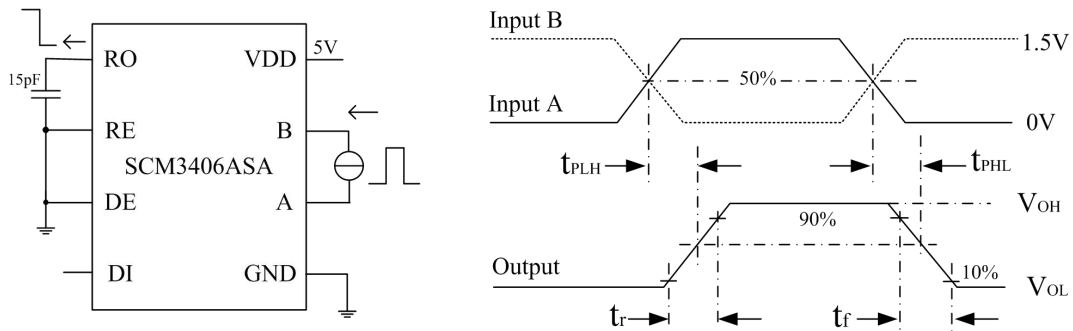 RO
VDD
5V
15pF
RE
B
SCM3406ASA
DE
A
DI
GND
Input B
1.5V
50%
Input A
0V
tPLH
tPHL
VOH
90%
Output
10%
VOL
tr
tf